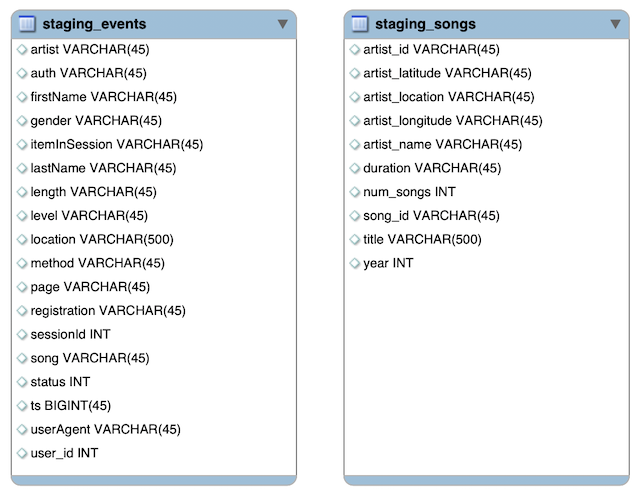 staging_events
artist VARCHAR(45)
auth VARCHAR(45)
firstName VARCHAR(45)
gender VARCHAR(45)
itemInSession VARCHAR(45)
lastName VARCHAR(45)
length VARCHAR(45)
level VARCHAR(45)
location VARCHAR(500)
method VARCHAR(45)
page VARCHAR(45)
registration VARCHAR(45)
sessionId INT
song VARCHAR(45)
status INT
ts BIGINT(45)
userAgent VARCHAR(45)
user_id INT
staging_songs
artist_id VARCHAR(45)
artist_latitude VARCHAR(45)
artist_location VARCHAR(45)
artist_longitude VARCHAR(45)
artist_name VARCHAR(45)
duration VARCHAR(45)
num_songs INT
song_id VARCHAR(45)
title VARCHAR(500)
year INT